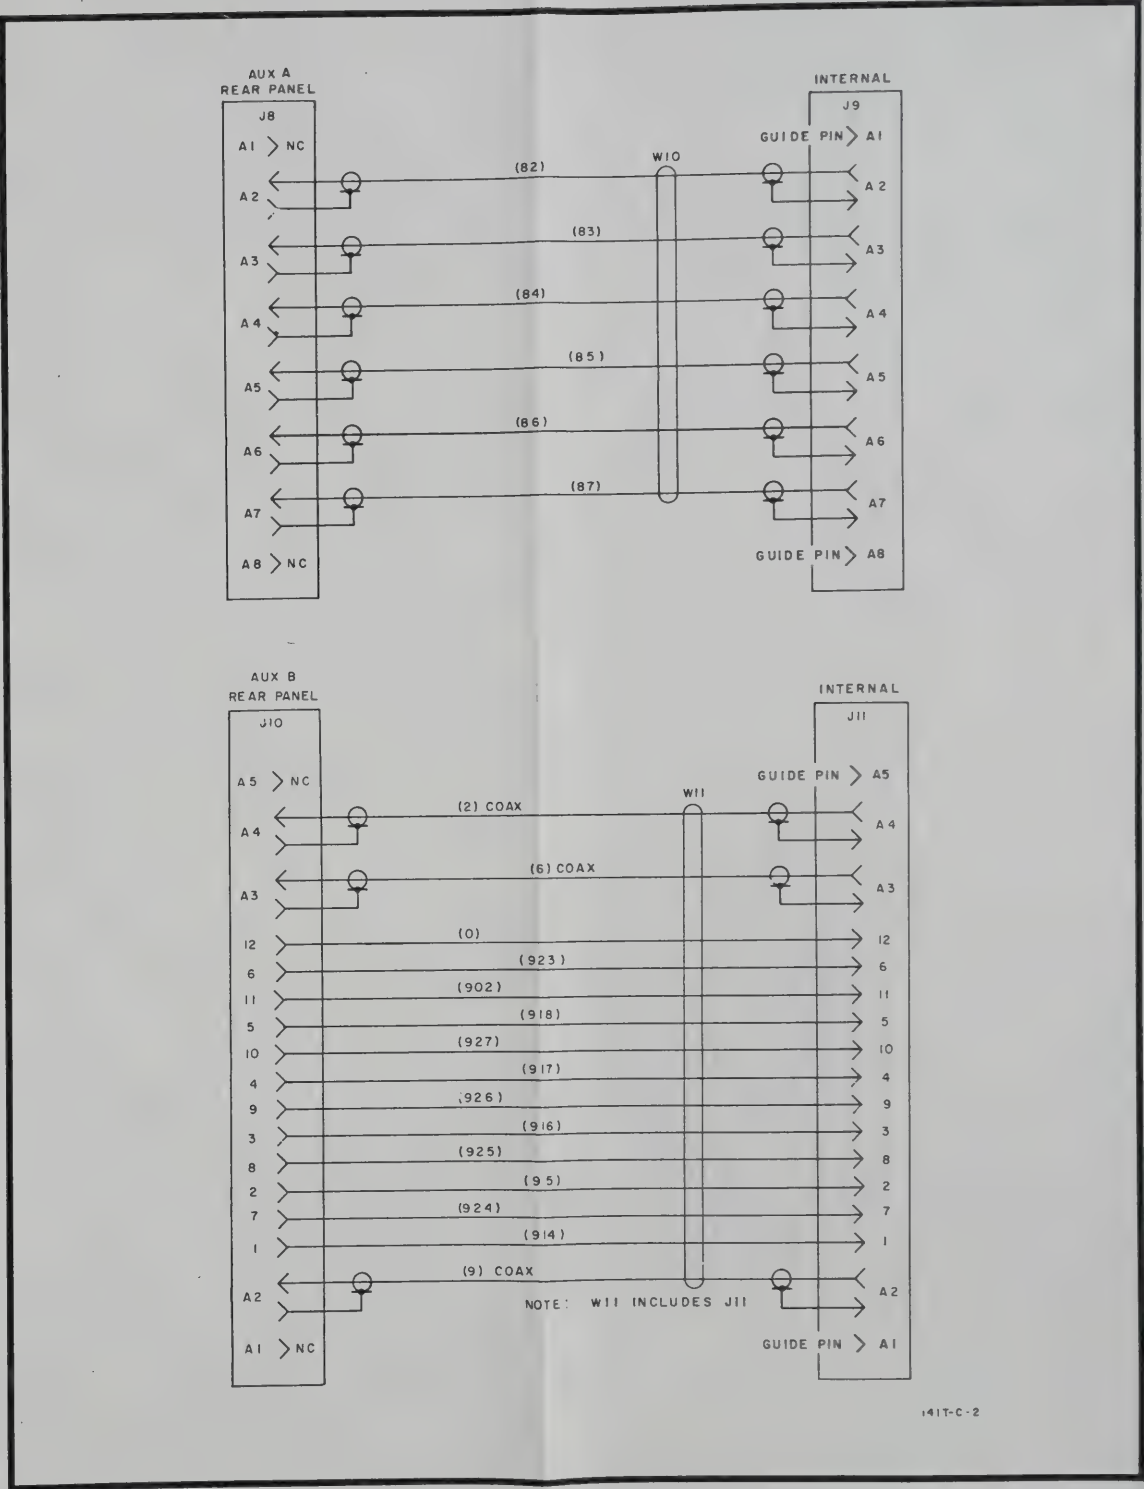 AUX A
REAR PANEL
J8
A1 NC
A2
A3
A4
A5
A6
A7
A8 NC
(82)
(83)
(84)
(85)
(86)
(87)
W10
INTERNAL
J9
GUIDE PIN A1
A2
A3
A4
A5
A6
A7
GUIDE PIN A8
AUX B
REAR PANEL
J10
A5 NC
A4
A3
12
6
11
5
10
4
9
3
8
2
7
1
A2
A1 NC
(2) COAX
(6) COAX
(0)
(923)
(902)
(918)
(927)
(917)
(926)
(916)
(925)
(95)
(924)
(914)
(9) COAX
W11
NOTE: W11 INCLUDES J11
INTERNAL
J11
GUIDE PIN A5
A4
A3
12
6
11
5
10
4
9
3
8
2
7
1
A2
GUIDE PIN A1
141T-C-2